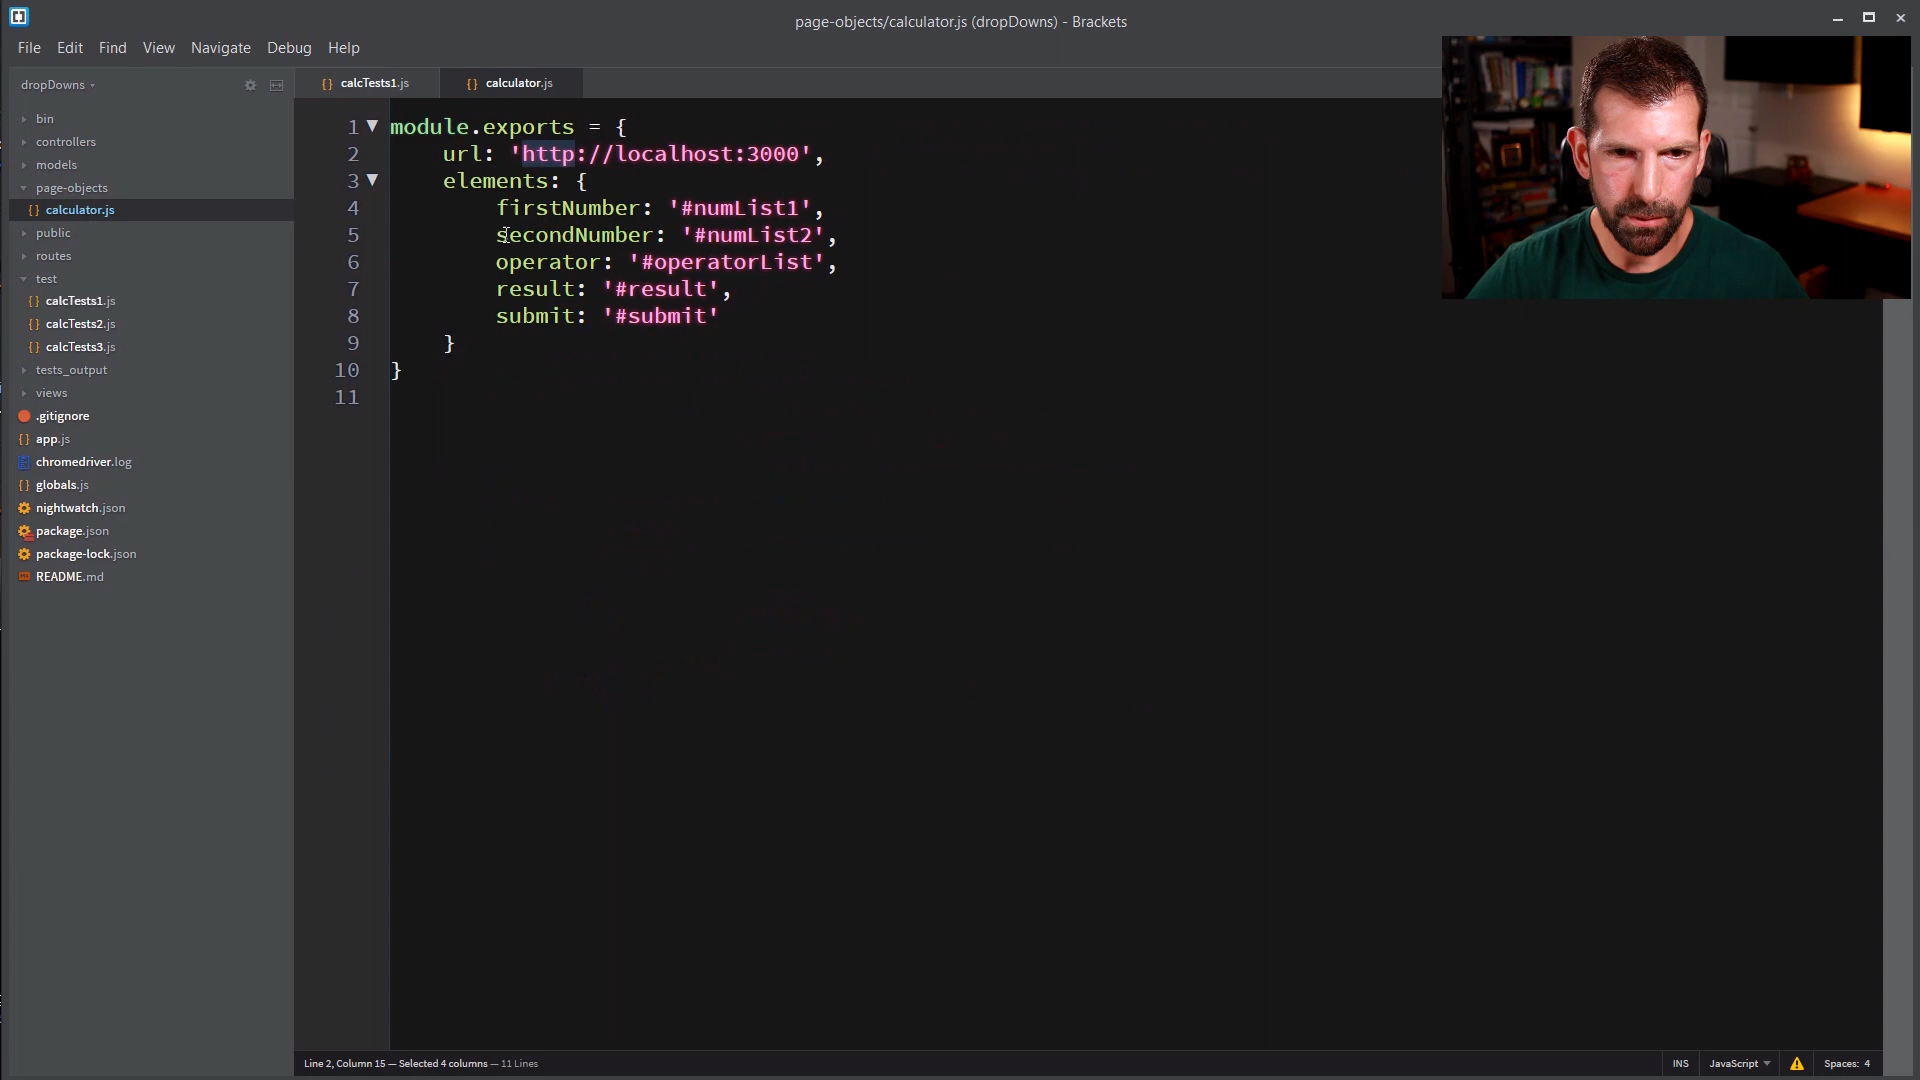 page-objects/calculator.js (dropDowns) - Brackets
File Edit Find View Navigate Debug Help
dropDowns
bin
controllers
models
page-objects
calculator.js
public
routes
test
calcTests1.js
calcTests2.js
calcTests3.js
tests_output
views
.gitignore
app.js
chromedriver.log
globals.js
nightwatch.json
package.json
package-lock.json
README.md
{ } calcTests1.js { } calculator.js
1 module.exports = {
2 url: 'http://localhost:3000',
3 elements: {
4 firstNumber: '#numList1',
5 secondNumber: '#numList2',
6 operator: '#operatorList',
7 result: '#result',
8 submit: '#submit'
9 }
10 }
11
Line 2, Column 15 — Selected 4 columns — 11 Lines
INS JavaScript Spaces: 4